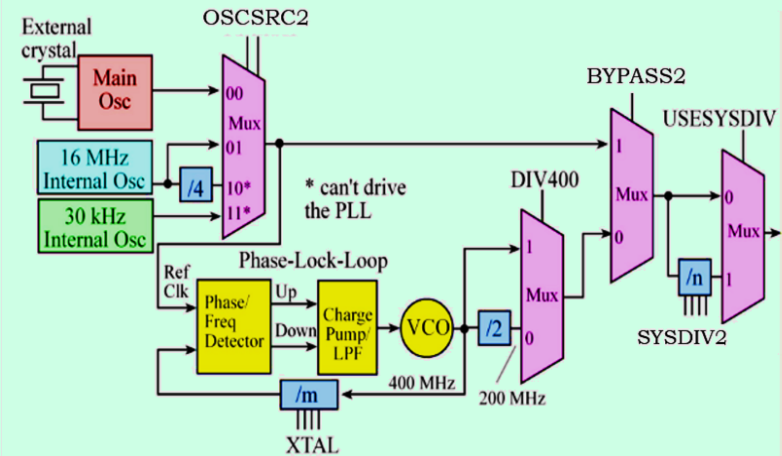 OSCSRC2
External
crystal
Main
Osc
00
Mux
01
10*
11*
16 MHz
Internal Osc
/4
30 kHz
Internal Osc
* can't drive
the PLL
BYPASS2
1
Mux
0
USESYSDIV
0
Mux
1
/n
SYSDIV2
DIV400
1
Mux
0
Phase-Lock-Loop
Ref
Clk
Phase/
Freq
Detector
Up
Down
Charge
Pump/
LPF
VCO
/2
400 MHz
200 MHz
/m
XTAL